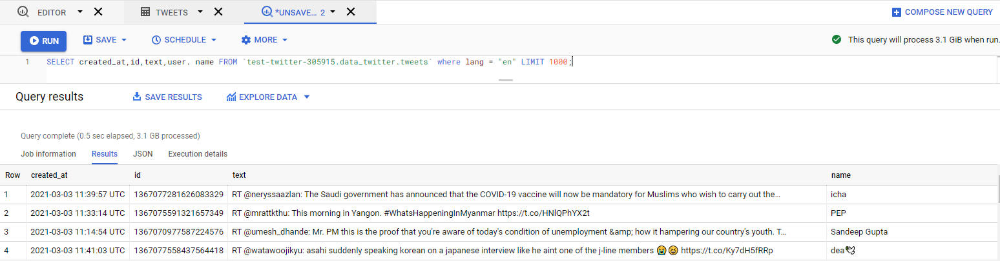 EDITOR TWEETS *UNSAVE... 2 COMPOSE NEW QUERY
RUN SAVE SCHEDULE MORE This query will process 3.1 GiB when run.
1 SELECT created_at,id,text,user. name FROM `test-twitter-305915.data_twitter.tweets` where lang = "en" LIMIT 1000;
Query results SAVE RESULTS EXPLORE DATA
Query complete (0.5 sec elapsed, 3.1 GB processed)
Job information Results JSON Execution details
Row created_at id text name
1 2021-03-03 11:39:57 UTC 1367077281626083329 RT @neryssaazlan: The Saudi government has announced that the COVID-19 vaccine will now be mandatory for Muslims who wish to carry out the... icha
2 2021-03-03 11:33:14 UTC 1367075591321657349 RT @mrattkthu: This morning in Yangon. #WhatsHappeningInMyanmar https://t.co/HNlQPhYX2t PEP
3 2021-03-03 11:14:54 UTC 1367070977587224576 RT @umesh_dhande: Mr. PM this is the proof that you're aware of today's condition of unemployment &amp; how it hampering our country's youth. T... Sandeep Gupta
4 2021-03-03 11:41:03 UTC 1367077558437564418 RT @watawoojikyu: asahi suddenly speaking korean on a japanese interview like he aint one of the j-line members 😭😆 https://t.co/Ky7dH5fRRp dea🕊